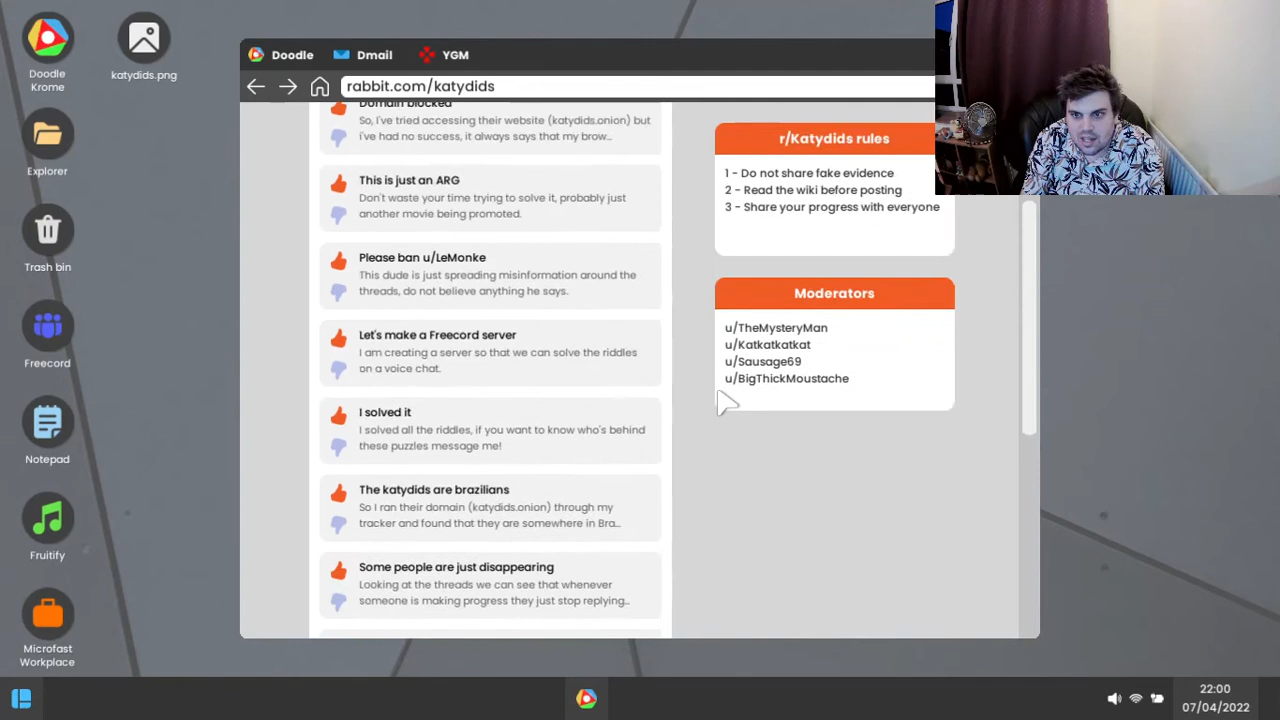 Doodle
Krome
katydids.png
Explorer
Trash bin
Freecord
Notepad
Fruitify
Microfast
Workplace
Doodle
Dmail
YGM
rabbit.com/katydids
Domain blocked
So, I've tried accessing their website (katydids.onion) but
i've had no success, it always says that my brow...
This is just an ARG
Don't waste your time trying to solve it, probably just
another movie being promoted.
Please ban u/LeMonke
This dude is just spreading misinformation around the
threads, do not believe anything he says.
Let's make a Freecord server
I am creating a server so that we can solve the riddles
on a voice chat.
I solved it
I solved all the riddles, if you want to know who's behind
these puzzles message me!
The katydids are brazilians
So I ran their domain (katydids.onion) through my
tracker and found that they are somewhere in Bra...
Some people are just disappearing
Looking at the threads we can see that whenever
someone is making progress they just stop replying...
r/Katydids rules
1 - Do not share fake evidence
2 - Read the wiki before posting
3 - Share your progress with everyone
Moderators
u/TheMysteryMan
u/Katkatkatkat
u/Sausage69
u/BigThickMoustache
22:00
07/04/2022